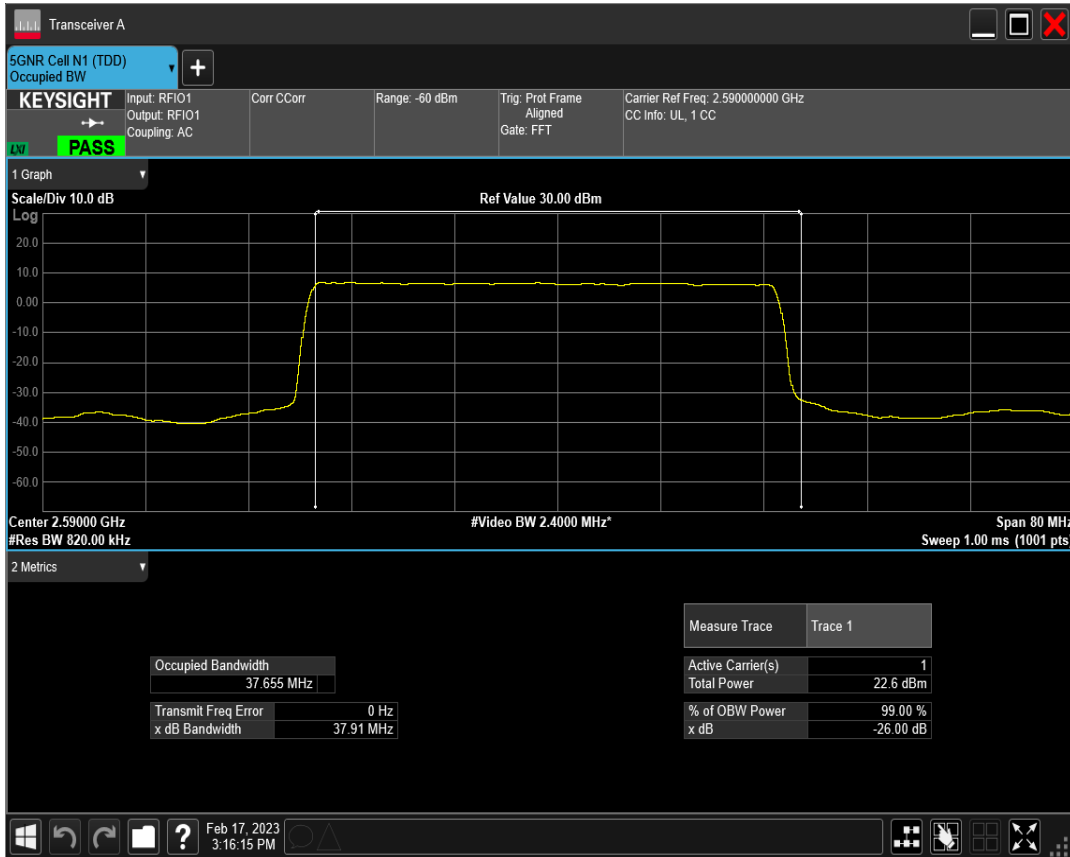 Transceiver A
5GNR Cell N1 (TDD)
Occupied BW
+
KEYSIGHT
LXI
PASS
Input: RFIO1
Output: RFIO1
Coupling: AC
Corr CCorr
Range: -60 dBm
Trig: Prot Frame
Aligned
Gate: FFT
Carrier Ref Freq: 2.590000000 GHz
CC Info: UL, 1 CC
1 Graph
Scale/Div 10.0 dB
Ref Value 30.00 dBm
Log
20.0
10.0
0.00
-10.0
-20.0
-30.0
-40.0
-50.0
-60.0
Center 2.59000 GHz
#Video BW 2.4000 MHz*
Span 80 MHz
#Res BW 820.00 kHz
Sweep 1.00 ms (1001 pts)
2 Metrics
Measure Trace Trace 1
Occupied Bandwidth
37.655 MHz
Active Carrier(s) 1
Total Power 22.6 dBm
Transmit Freq Error 0 Hz
x dB Bandwidth 37.91 MHz
% of OBW Power 99.00 %
x dB -26.00 dB
?
Feb 17, 2023
3:16:15 PM